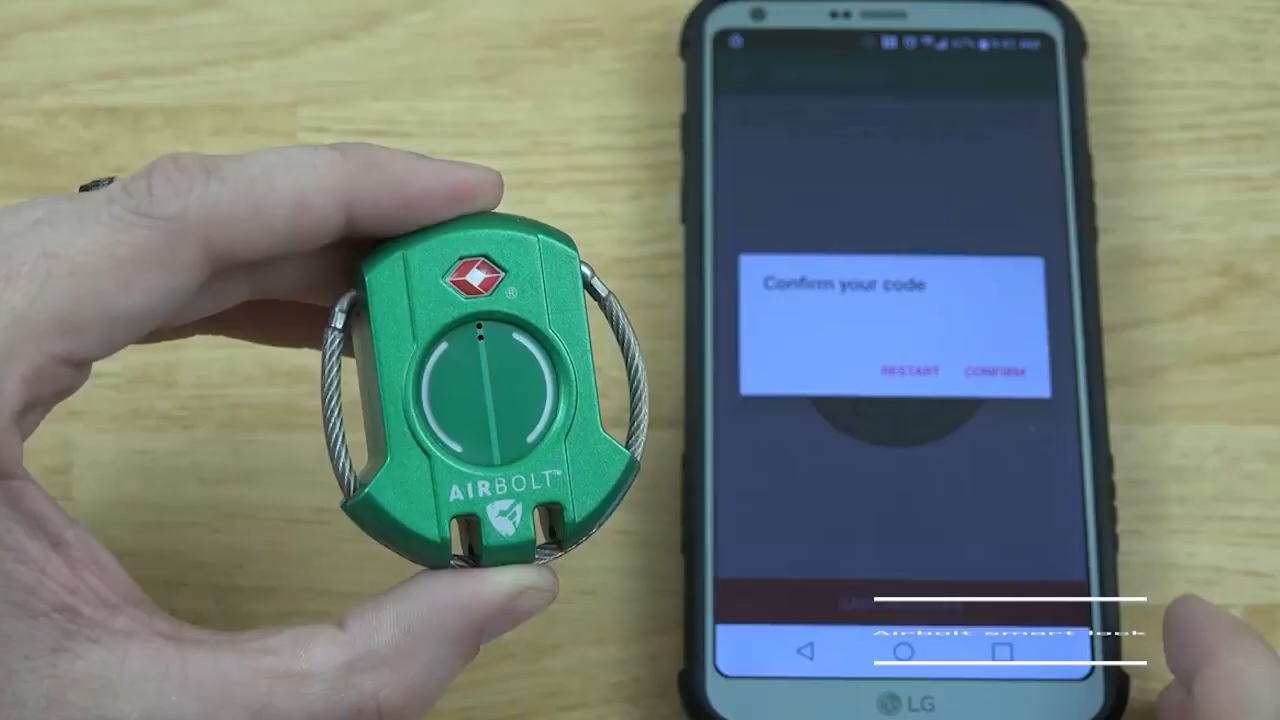 ®
AIRBOLT™
Confirm your code
RESTART CONFIRM
Airbolt smart lock
LG